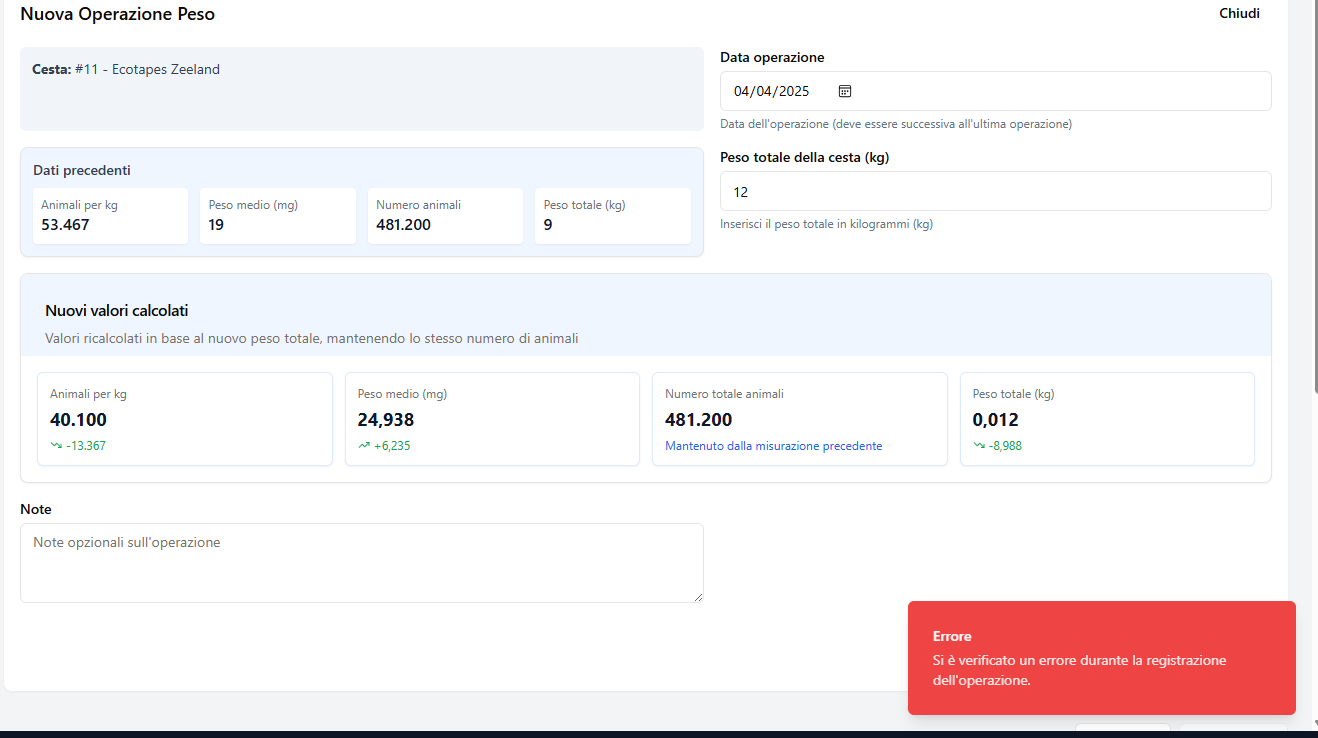 Nuova Operazione Peso
Chiudi
Cesta: #11 - Ecotapes Zeeland
Data operazione
04/04/2025
Data dell'operazione (deve essere successiva all'ultima operazione)
Dati precedenti
Animali per kg
53.467
Peso medio (mg)
19
Numero animali
481.200
Peso totale (kg)
9
Peso totale della cesta (kg)
12
Inserisci il peso totale in kilogrammi (kg)
Nuovi valori calcolati
Valori ricalcolati in base al nuovo peso totale, mantenendo lo stesso numero di animali
Animali per kg
40.100
-13.367
Peso medio (mg)
24,938
+6,235
Numero totale animali
481.200
Mantenuto dalla misurazione precedente
Peso totale (kg)
0,012
-8,988
Note
Note opzionali sull'operazione
Errore
Si è verificato un errore durante la registrazione
dell'operazione.